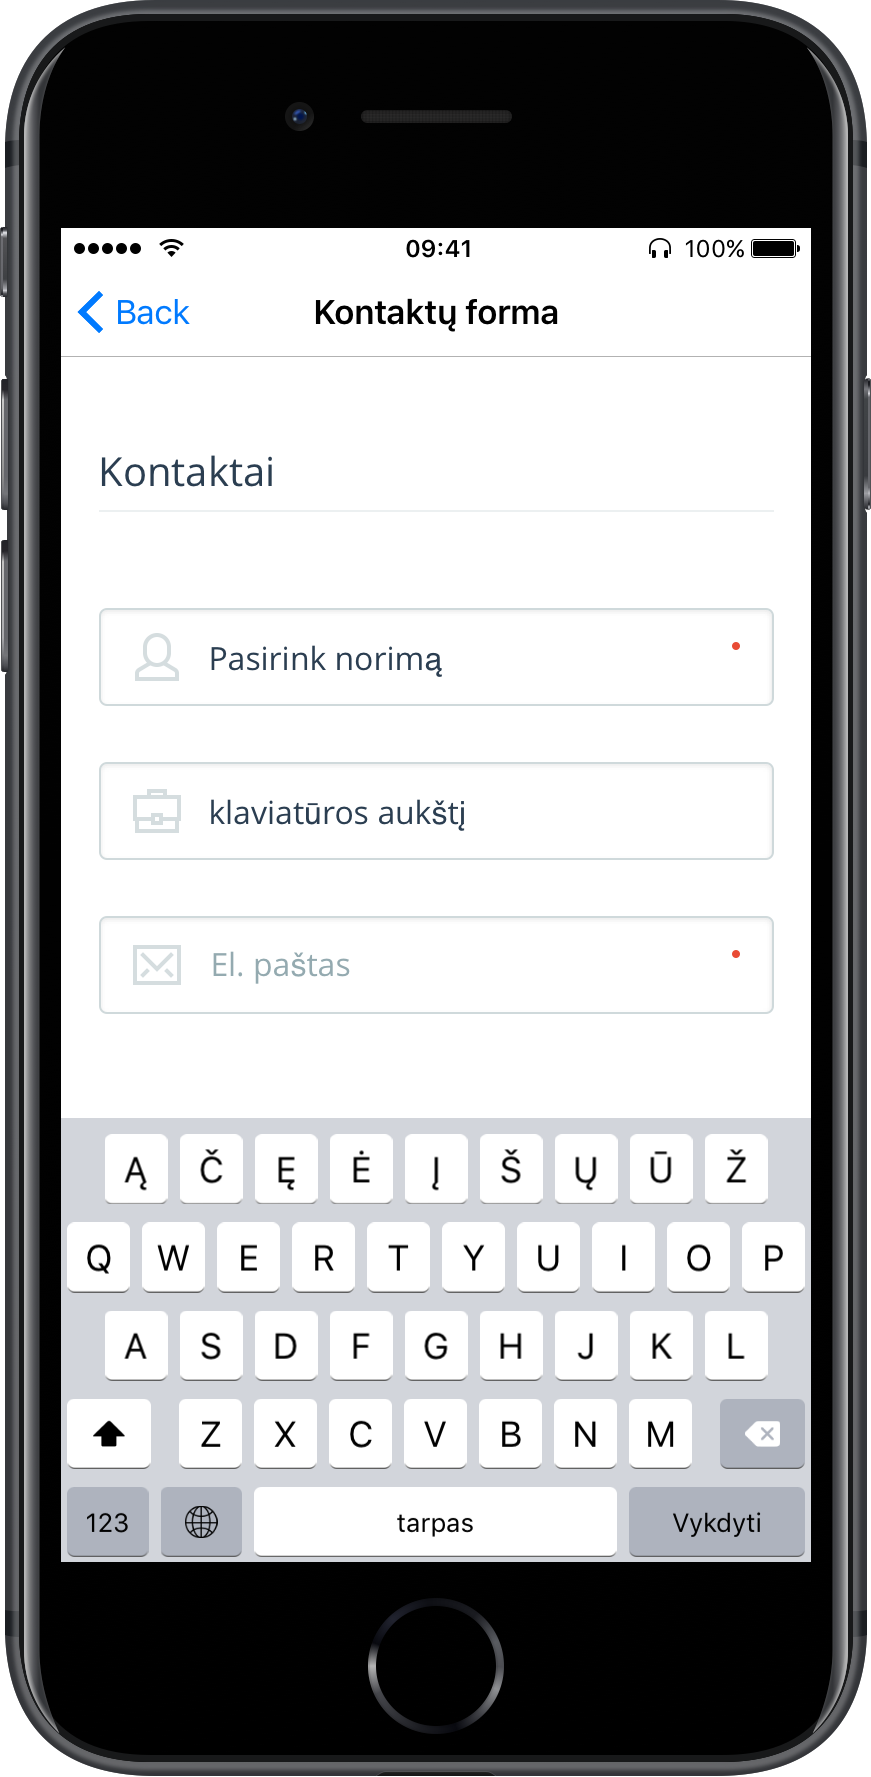 09:41 100%
Back Kontaktų forma
Kontaktai
Pasirink norimą
klaviatūros aukštį
El. paštas
Ą Č Ę Ė Į Š Ų Ū Ž
Q W E R T Y U I O P
A S D F G H J K L
Z X C V B N M
123 tarpas Vykdyti